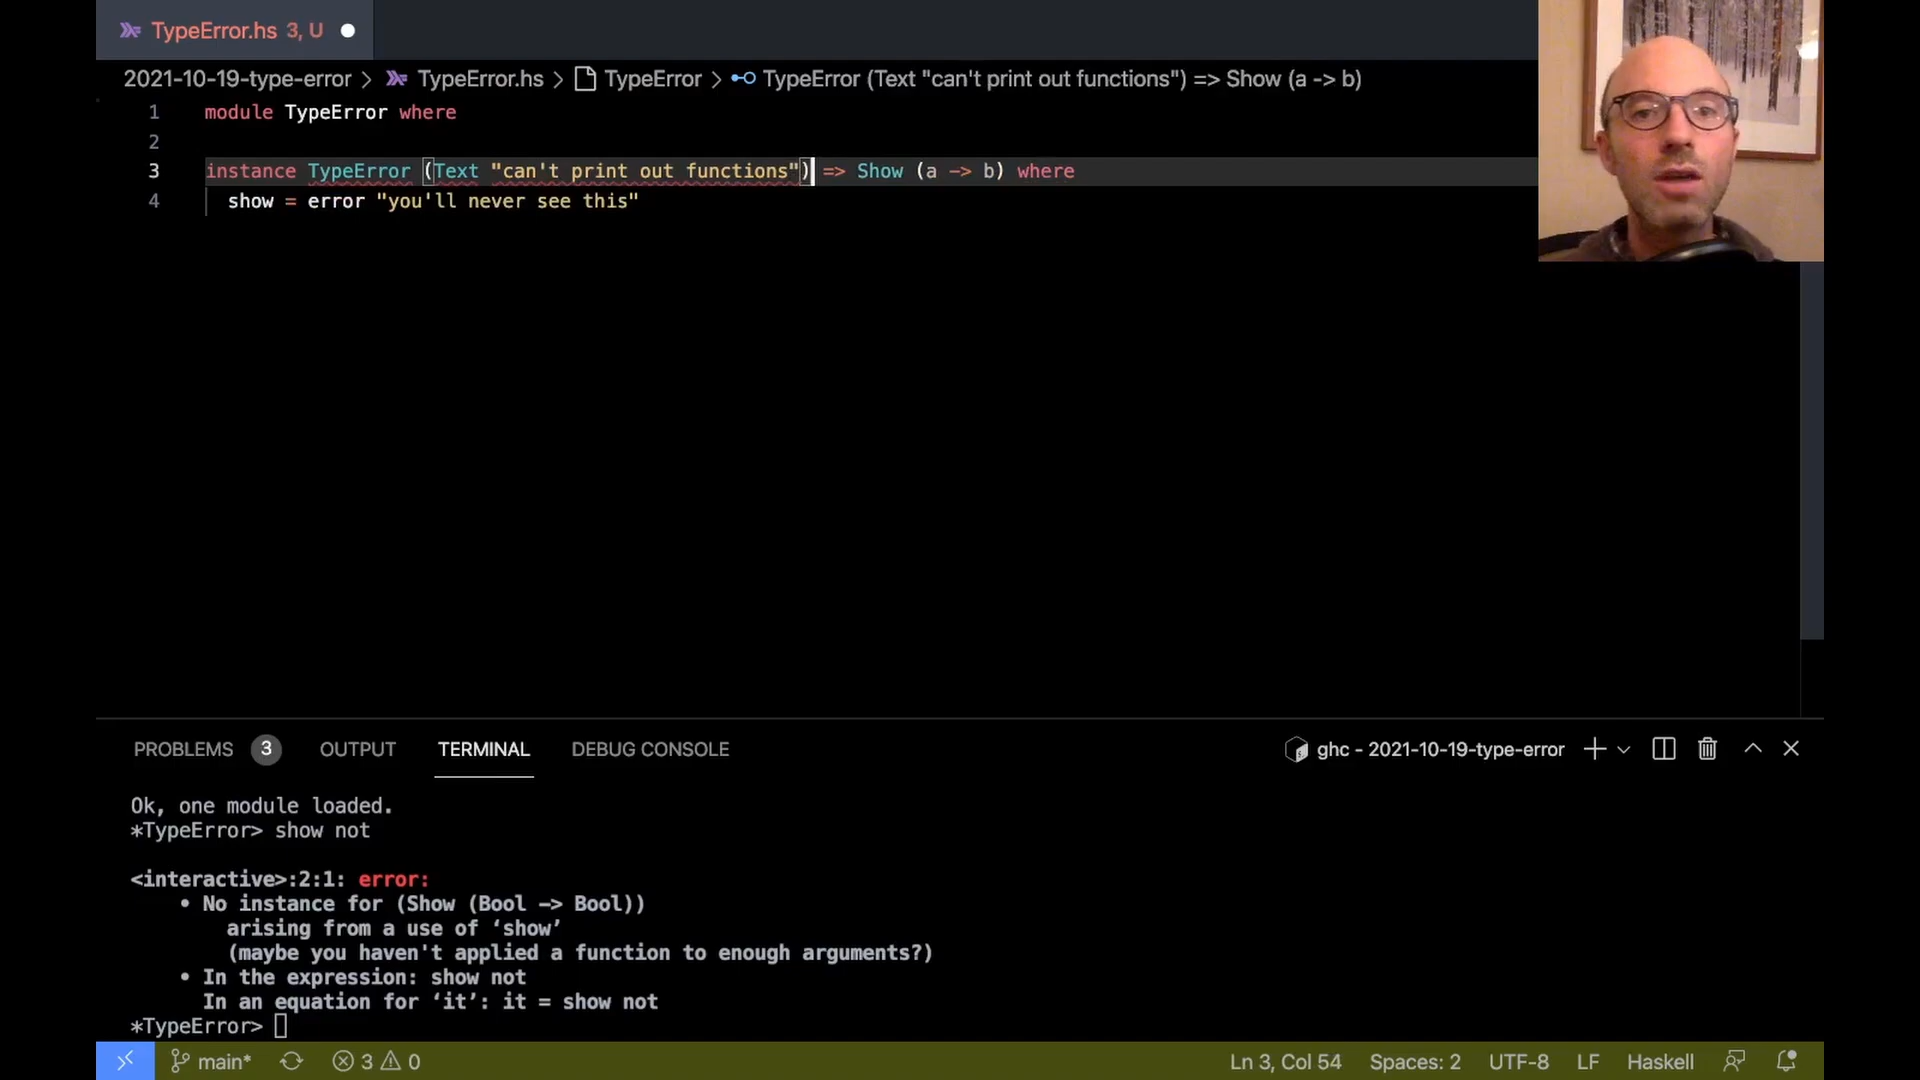 TypeError.hs 3, U
2021-10-19-type-error > TypeError.hs > TypeError > TypeError (Text "can't print out functions") => Show (a -> b)
1 module TypeError where
2
3 instance TypeError (Text "can't print out functions") => Show (a -> b) where
4 show = error "you'll never see this"
PROBLEMS 3 OUTPUT TERMINAL DEBUG CONSOLE ghc - 2021-10-19-type-error
Ok, one module loaded.
*TypeError> show not
<interactive>:2:1: error:
• No instance for (Show (Bool -> Bool))
arising from a use of ‘show’
(maybe you haven't applied a function to enough arguments?)
• In the expression: show not
In an equation for ‘it’: it = show not
*TypeError>
main* 3 0 Ln 3, Col 54 Spaces: 2 UTF-8 LF Haskell